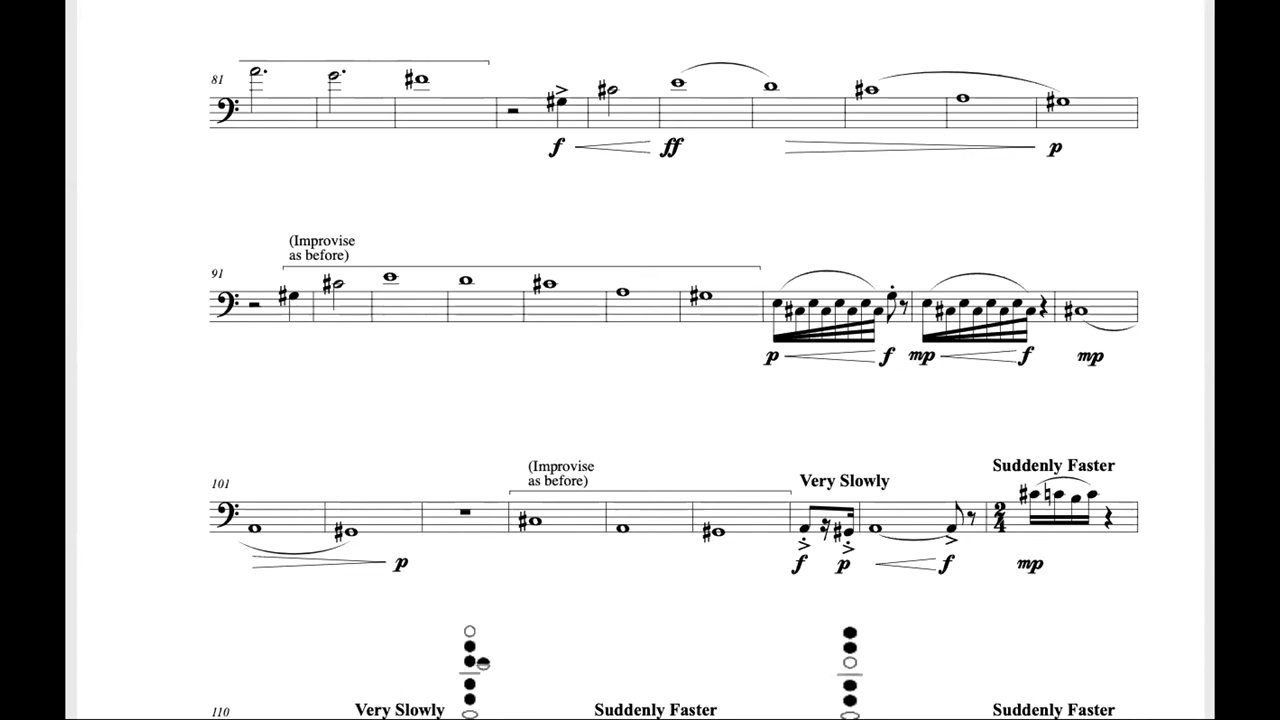 81
f ff p
(Improvise
as before)
91
p f mp f mp
(Improvise
as before)
Very Slowly
Suddenly Faster
101
2
4
p f p f mp
110
Very Slowly
Suddenly Faster
Suddenly Faster